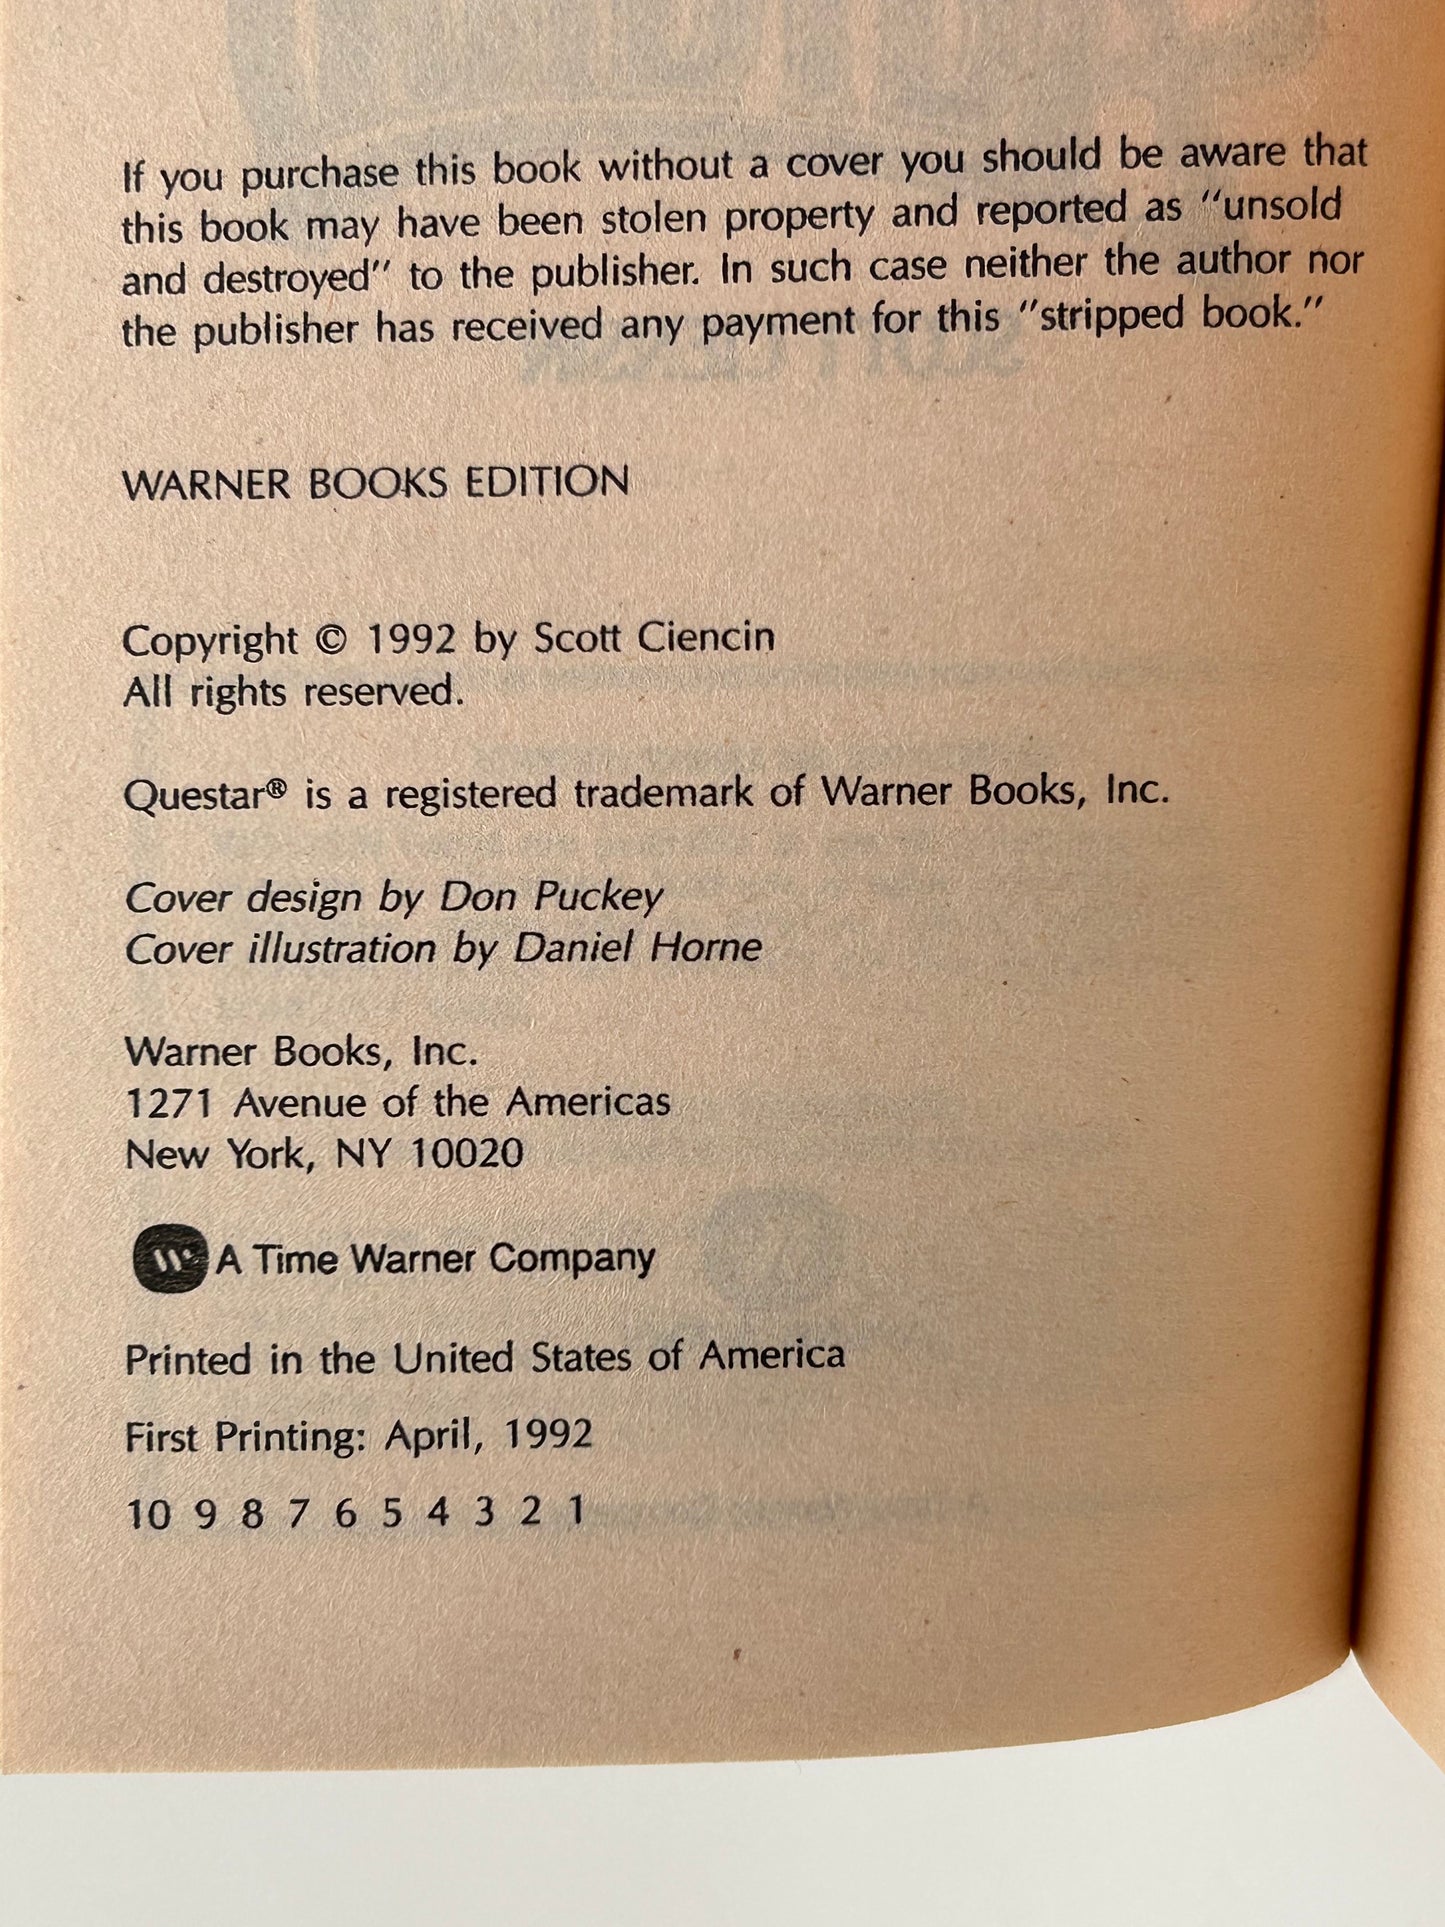 If you purchase this book without a cover you should be aware that
this book may have been stolen property and reported as "unsold
and destroyed" to the publisher. In such case neither the author nor
the publisher has received any payment for this "stripped book."
WARNER BOOKS EDITION
Copyright © 1992 by Scott Ciencin
All rights reserved.
Questar® is a registered trademark of Warner Books, Inc.
Cover design by Don Puckey
Cover illustration by Daniel Horne
Warner Books, Inc.
1271 Avenue of the Americas
New York, NY 10020
A Time Warner Company
Printed in the United States of America
First Printing: April, 1992
10 9 8 7 6 5 4 3 2 1